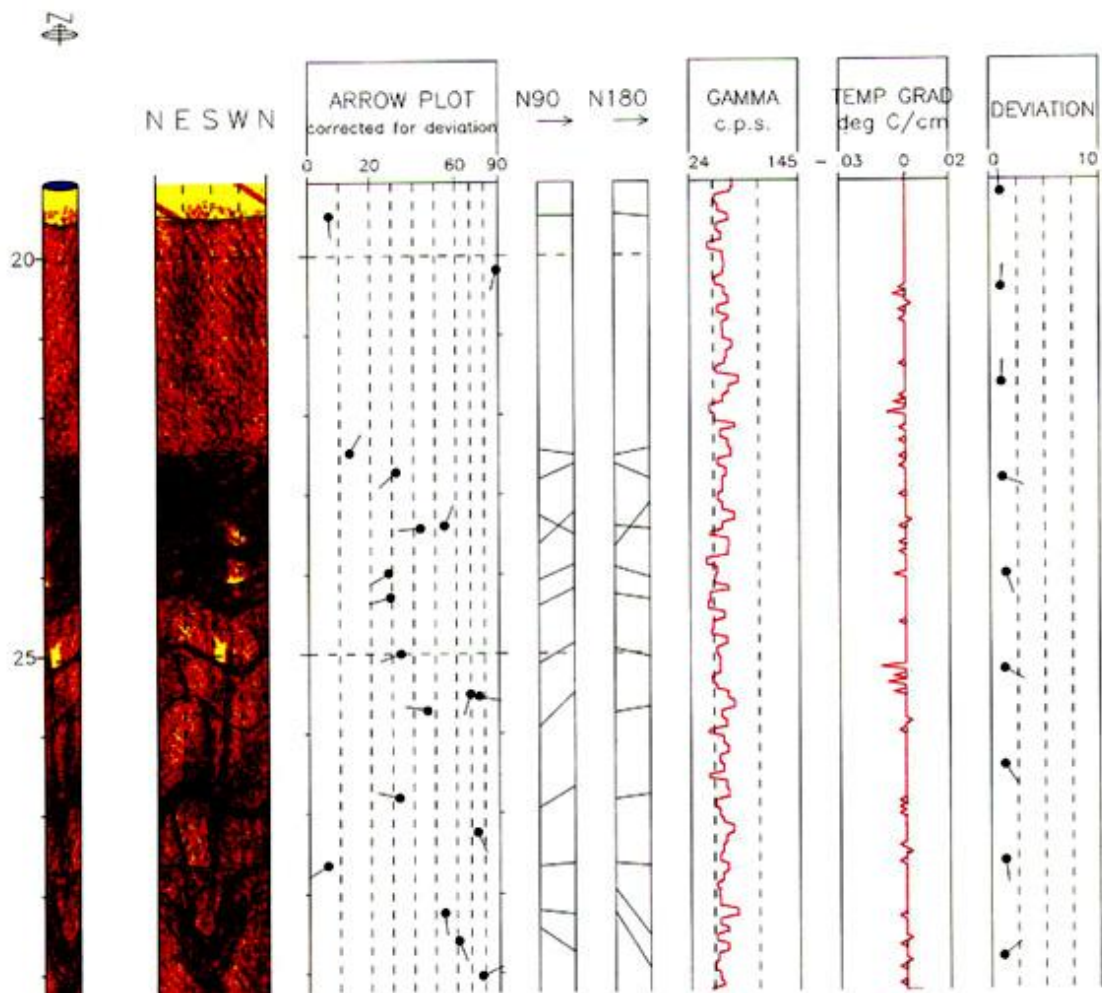 N
N E S W N
ARROW PLOT
corrected for deviation
0 20 60 90
N90
N180
GAMMA
c.p.s.
24 145
TEMP GRAD
deg C/cm
- 03 0 02
DEVIATION
0 10
20
25